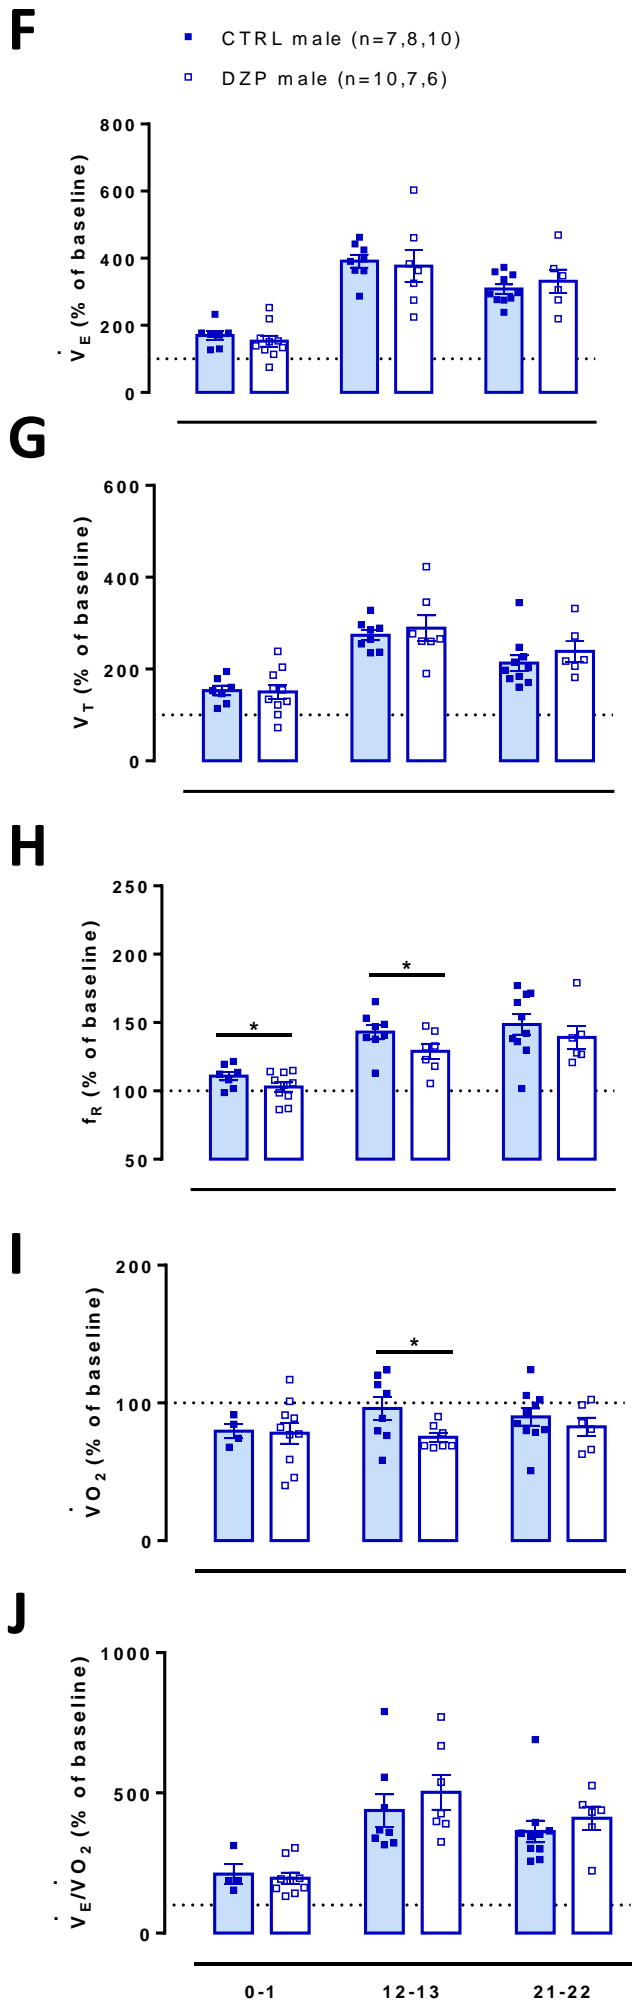 F
CTRL male (n=7,8,10)
DZP male (n=10,7,6)
V̇E (% of baseline)
800
600
400
200
0
G
VT (% of baseline)
600
400
200
0
H
fR (% of baseline)
250
200
150
100
50
*
*
I
V̇O2 (% of baseline)
200
100
0
*
J
V̇E/V̇O2 (% of baseline)
1000
500
0
0-1 12-13 21-22